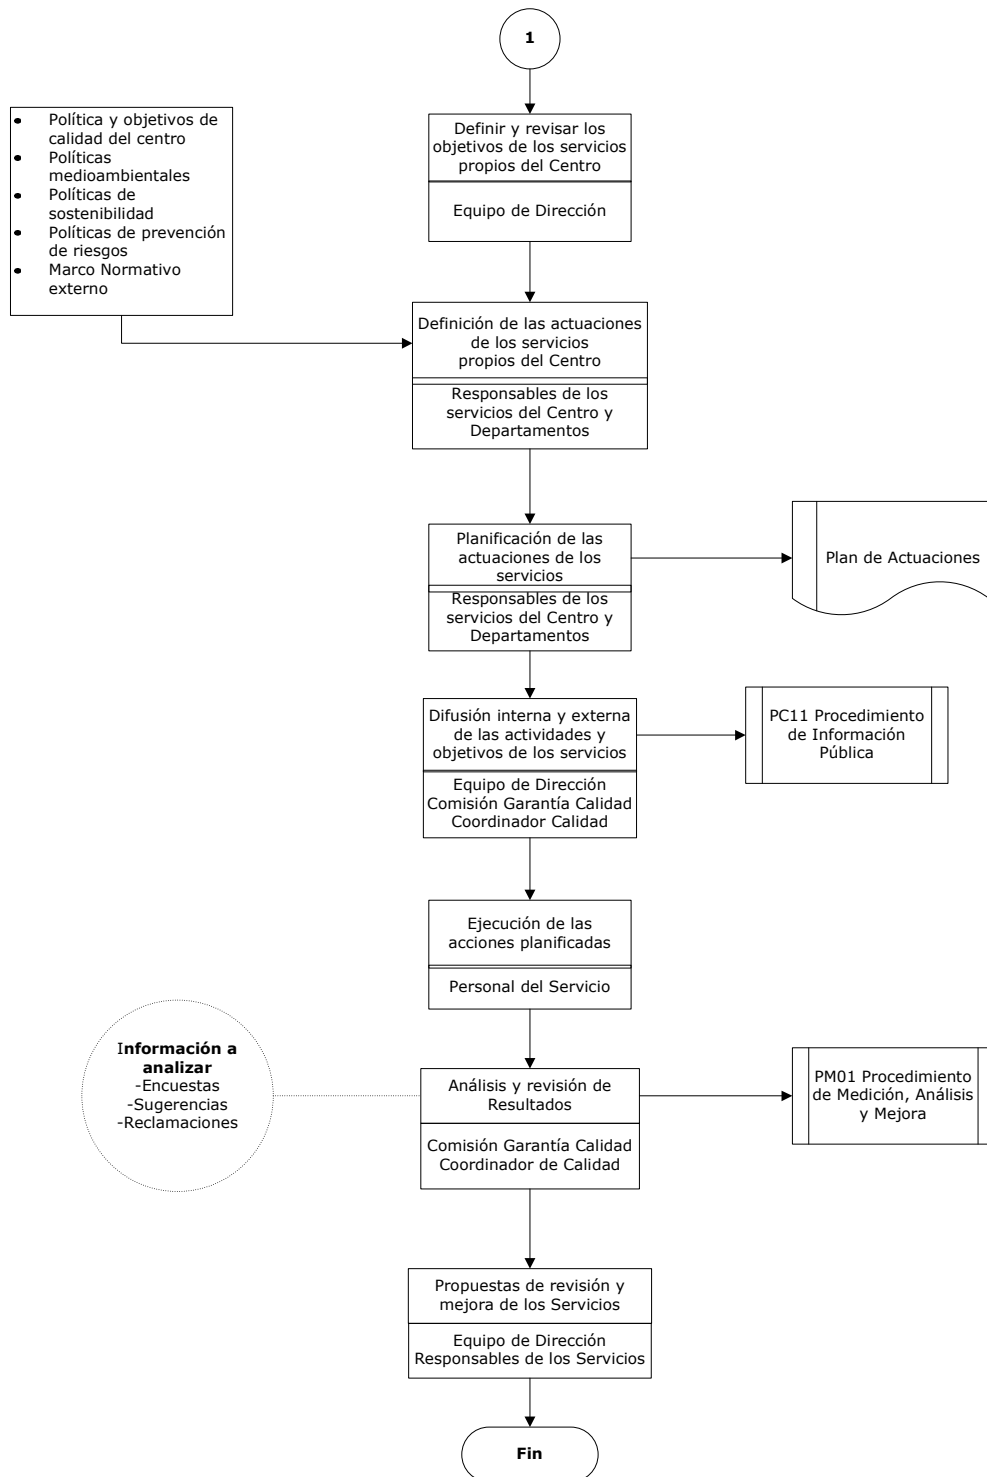 1
Definir y revisar los
objetivos de los servicios
propios del Centro
Equipo de Dirección
• Política y objetivos de
calidad del centro
• Políticas
medioambientales
• Políticas de
sostenibilidad
• Políticas de prevención
de riesgos
• Marco Normativo
externo
Definición de las actuaciones
de los servicios
propios del Centro
Responsables de los
servicios del Centro y
Departamentos
Planificación de las
actuaciones de los
servicios
Responsables de los
servicios del Centro y
Departamentos
Plan de Actuaciones
Difusión interna y externa
de las actividades y
objetivos de los servicios
Equipo de Dirección
Comisión Garantía Calidad
Coordinador Calidad
PC11 Procedimiento
de Información
Pública
Ejecución de las
acciones planificadas
Personal del Servicio
Información a
analizar
-Encuestas
-Sugerencias
-Reclamaciones
Análisis y revisión de
Resultados
Comisión Garantía Calidad
Coordinador de Calidad
PM01 Procedimiento
de Medición, Análisis
y Mejora
Propuestas de revisión y
mejora de los Servicios
Equipo de Dirección
Responsables de los Servicios
Fin